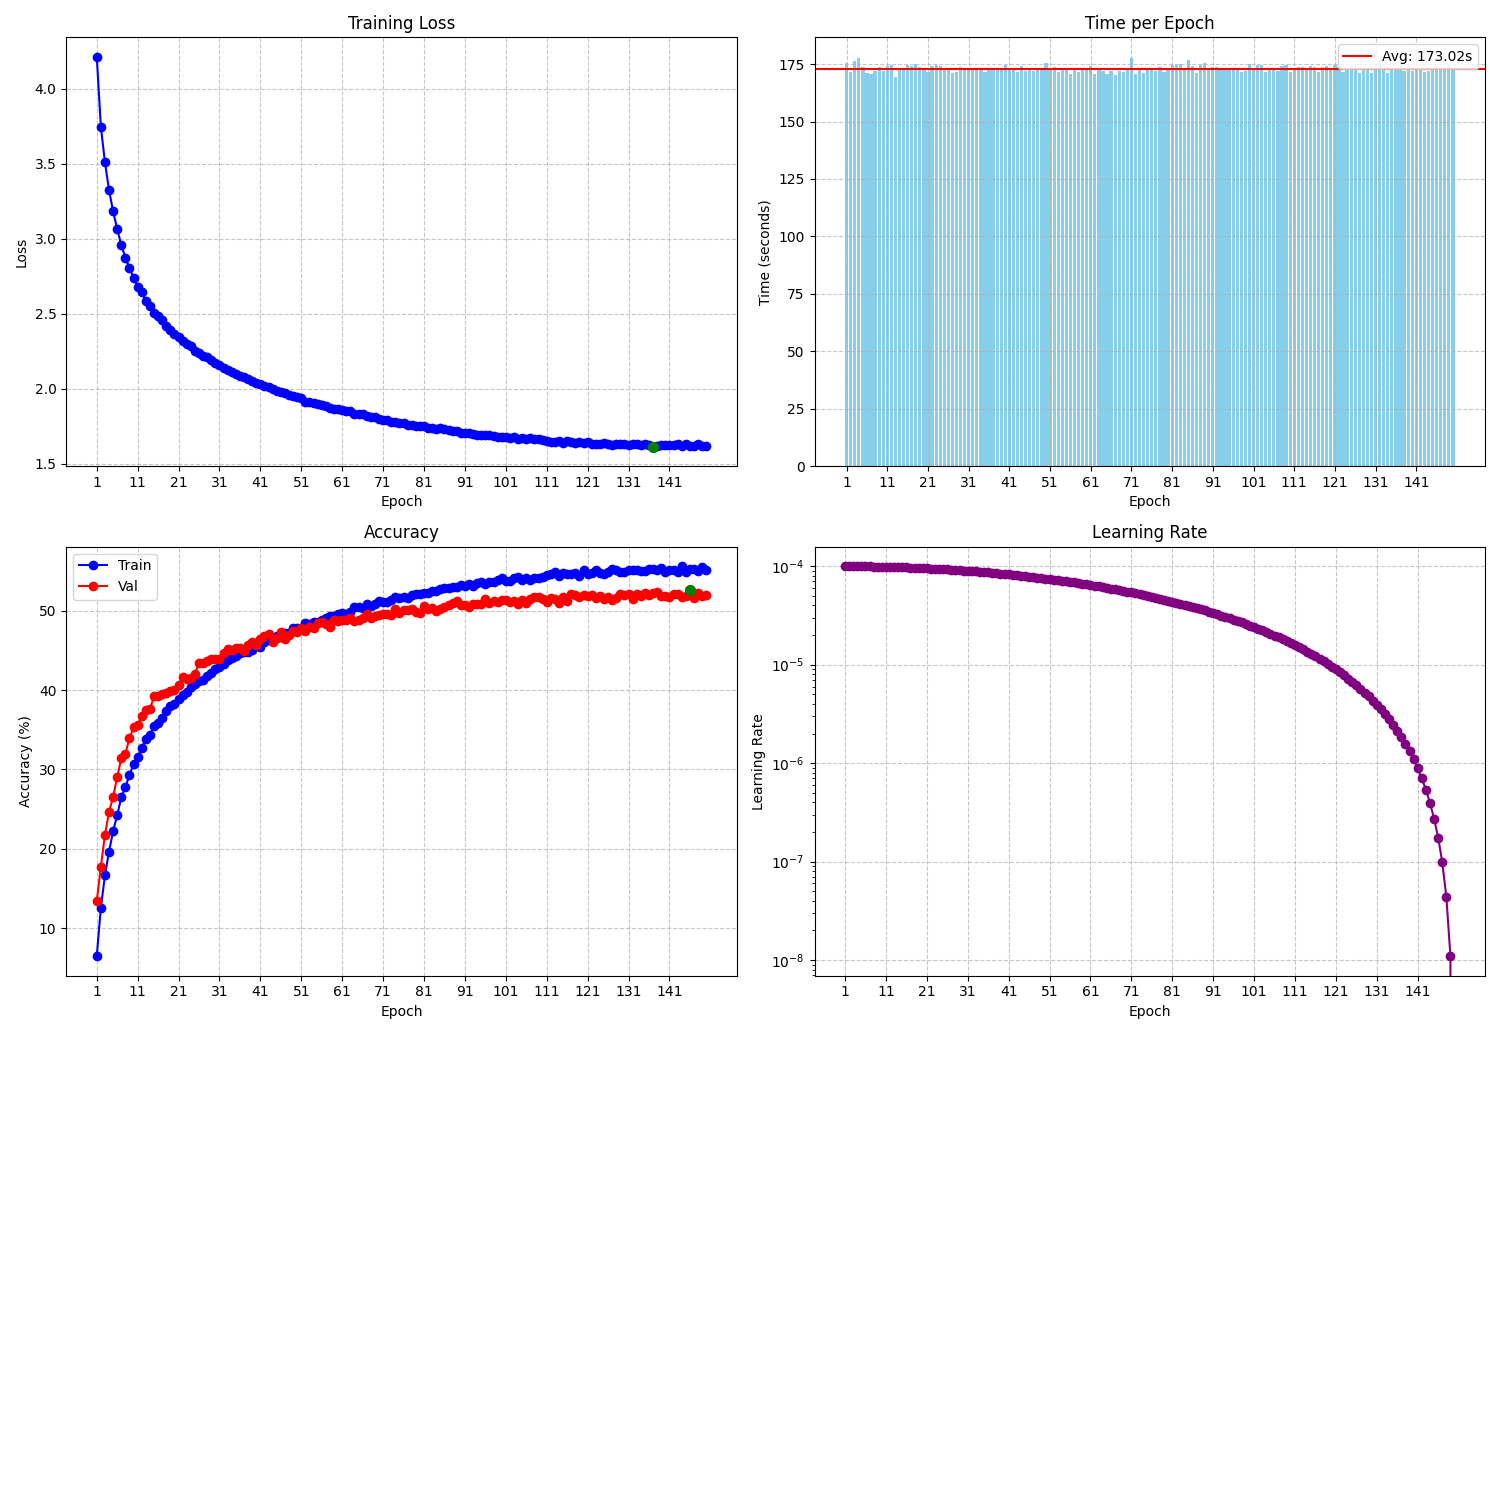 Training Loss
4.0
3.5
3.0
2.5
2.0
1.5
Loss
1 11 21 31 41 51 61 71 81 91 101 111 121 131 141
Epoch
Time per Epoch
Avg: 173.02s
175
150
125
100
75
50
25
0
Time (seconds)
1 11 21 31 41 51 61 71 81 91 101 111 121 131 141
Epoch
Accuracy
Train
Val
50
40
30
20
10
Accuracy (%)
1 11 21 31 41 51 61 71 81 91 101 111 121 131 141
Epoch
Learning Rate
10⁻⁴
10⁻⁵
10⁻⁶
10⁻⁷
10⁻⁸
Learning Rate
1 11 21 31 41 51 61 71 81 91 101 111 121 131 141
Epoch